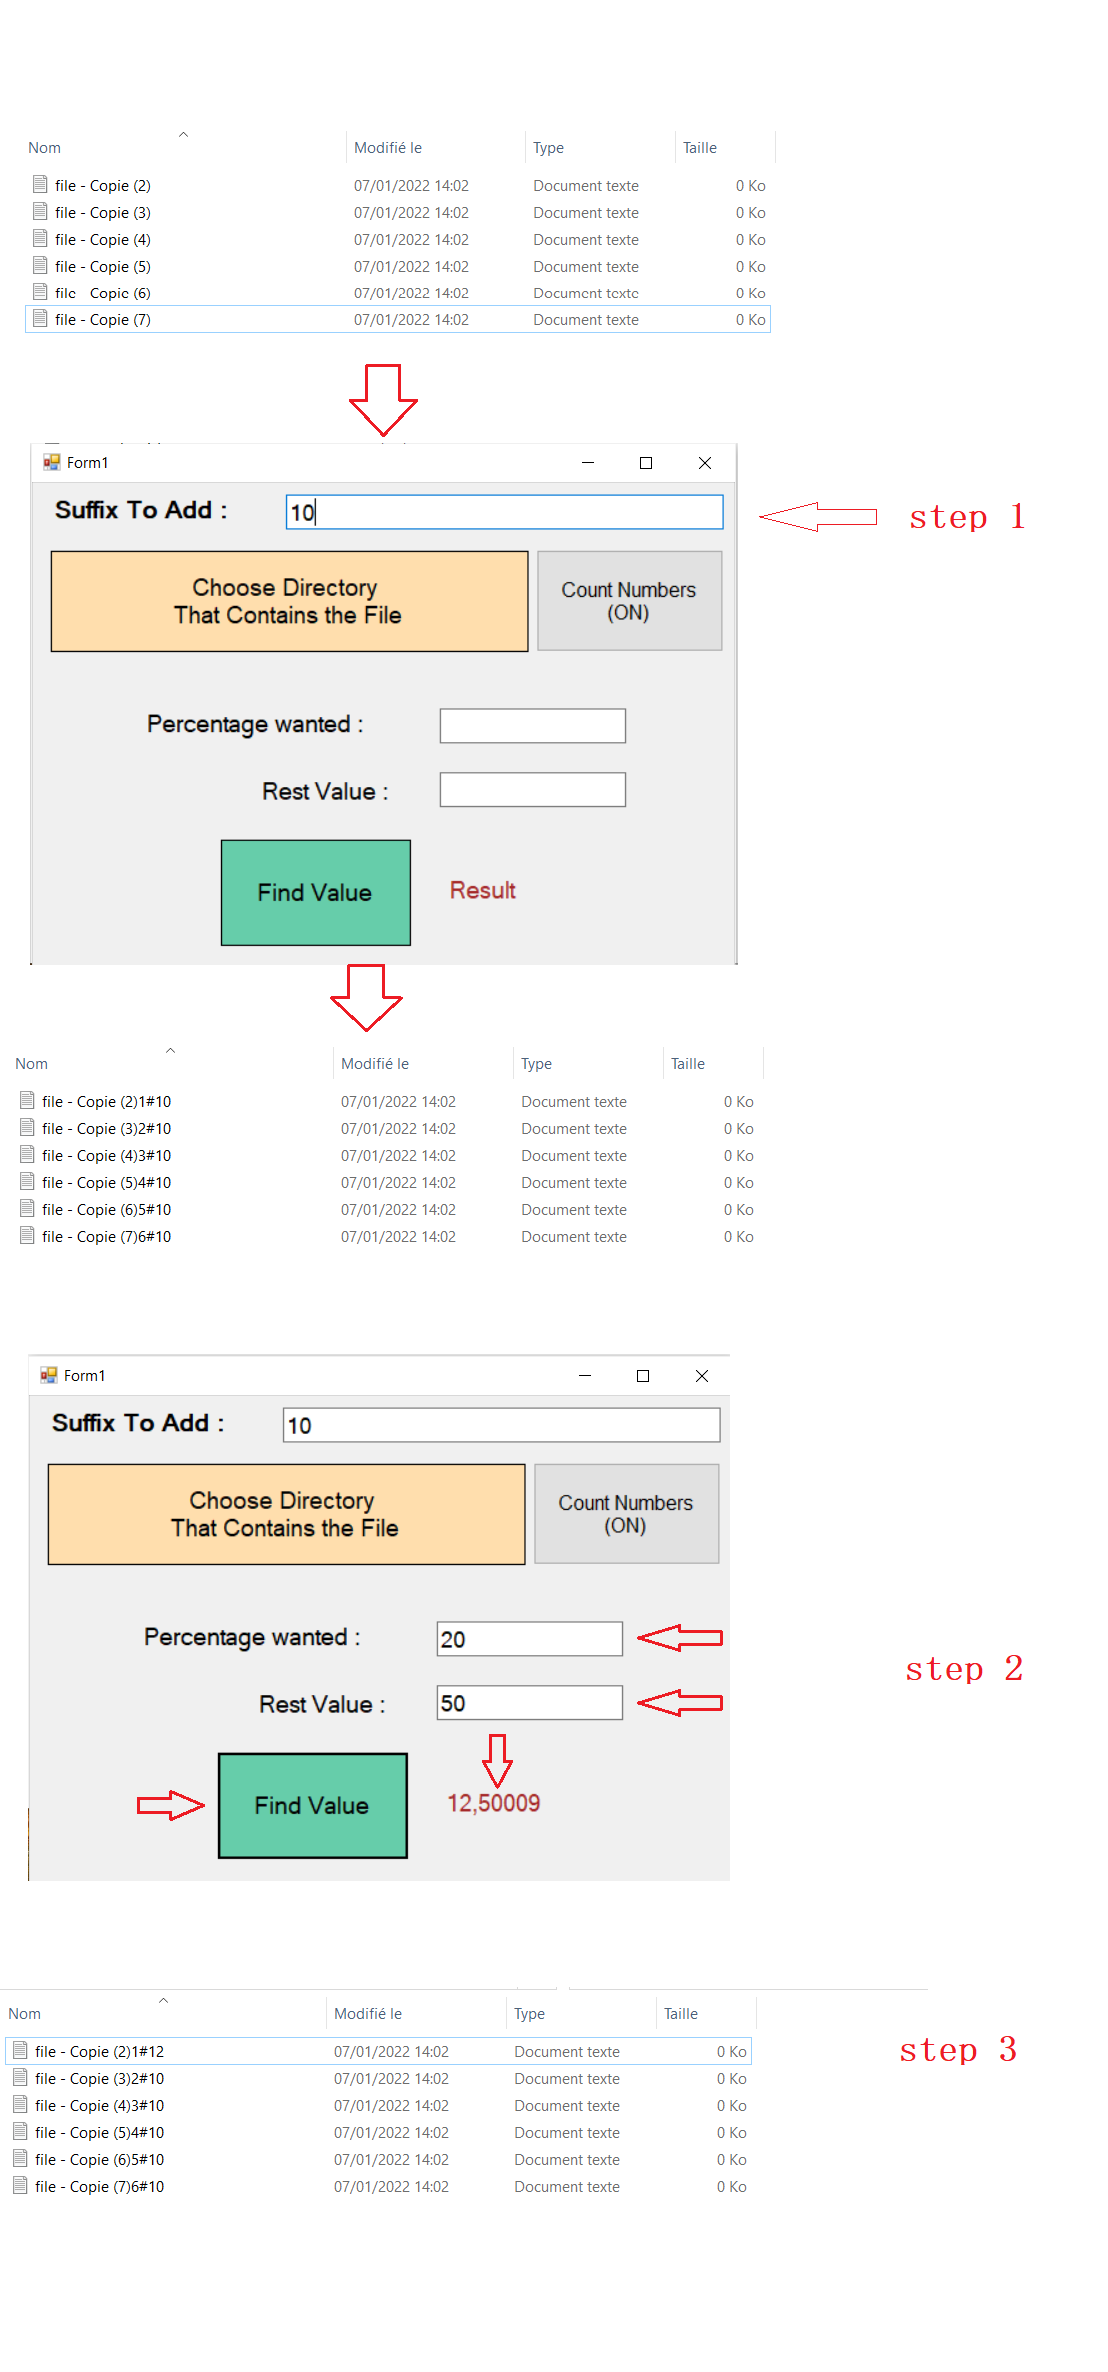 Nom Modifié le Type Taille
file - Copie (2) 07/01/2022 14:02 Document texte 0 Ko
file - Copie (3) 07/01/2022 14:02 Document texte 0 Ko
file - Copie (4) 07/01/2022 14:02 Document texte 0 Ko
file - Copie (5) 07/01/2022 14:02 Document texte 0 Ko
file - Copie (6) 07/01/2022 14:02 Document texte 0 Ko
file - Copie (7) 07/01/2022 14:02 Document texte 0 Ko
Form1
Suffix To Add : 10
step 1
Choose Directory
That Contains the File
Count Numbers
(ON)
Percentage wanted :
Rest Value :
Find Value Result
Nom Modifié le Type Taille
file - Copie (2)1#10 07/01/2022 14:02 Document texte 0 Ko
file - Copie (3)2#10 07/01/2022 14:02 Document texte 0 Ko
file - Copie (4)3#10 07/01/2022 14:02 Document texte 0 Ko
file - Copie (5)4#10 07/01/2022 14:02 Document texte 0 Ko
file - Copie (6)5#10 07/01/2022 14:02 Document texte 0 Ko
file - Copie (7)6#10 07/01/2022 14:02 Document texte 0 Ko
Form1
Suffix To Add : 10
Choose Directory
That Contains the File
Count Numbers
(ON)
Percentage wanted : 20
step 2
Rest Value : 50
Find Value 12,50009
Nom Modifié le Type Taille
step 3
file - Copie (2)1#12 07/01/2022 14:02 Document texte 0 Ko
file - Copie (3)2#10 07/01/2022 14:02 Document texte 0 Ko
file - Copie (4)3#10 07/01/2022 14:02 Document texte 0 Ko
file - Copie (5)4#10 07/01/2022 14:02 Document texte 0 Ko
file - Copie (6)5#10 07/01/2022 14:02 Document texte 0 Ko
file - Copie (7)6#10 07/01/2022 14:02 Document texte 0 Ko